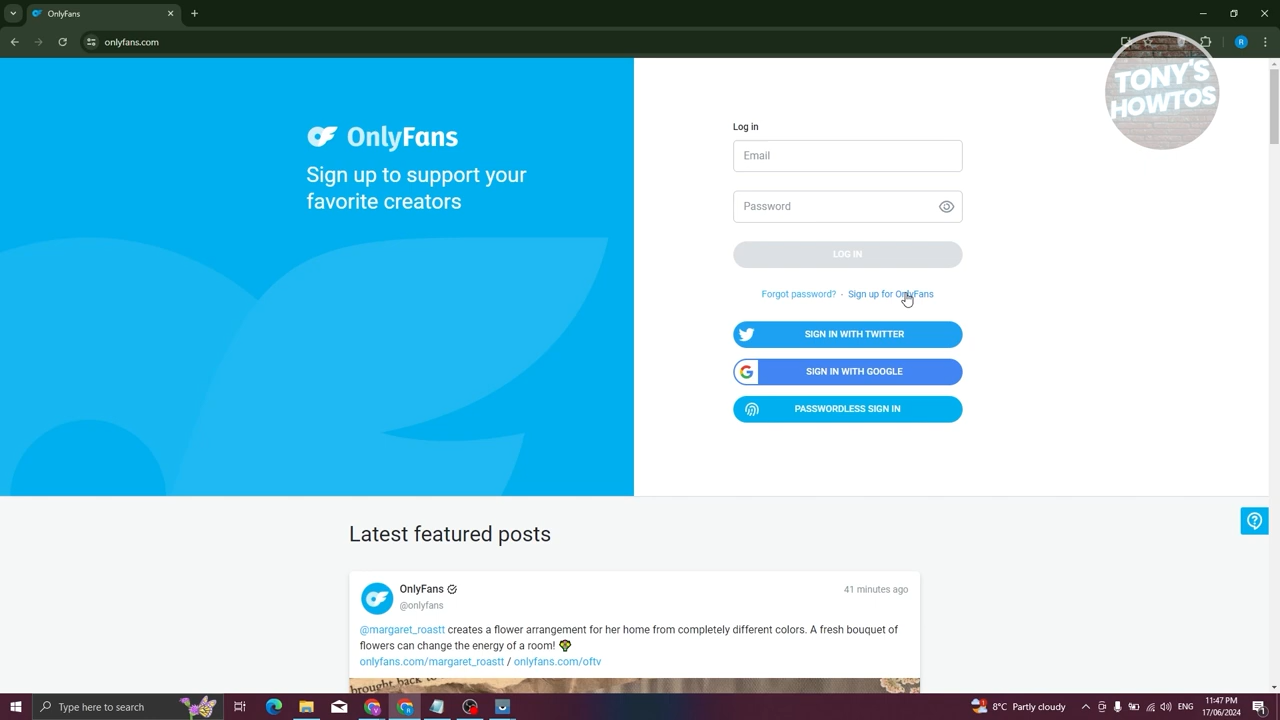 OnlyFans
onlyfans.com
R
TONY'S
HOWTOS
OnlyFans
Sign up to support your
favorite creators
Log in
Email
Password
LOG IN
Forgot password? · Sign up for OnlyFans
SIGN IN WITH TWITTER
SIGN IN WITH GOOGLE
PASSWORDLESS SIGN IN
Latest featured posts
OnlyFans
41 minutes ago
@onlyfans
@margaret_roastt creates a flower arrangement for her home from completely different colors. A fresh bouquet of
flowers can change the energy of a room! 💐
onlyfans.com/margaret_roastt / onlyfans.com/oftv
brought back to
Type here to search
8°C Partly cloudy
ENG
11:47 PM
17/06/2024